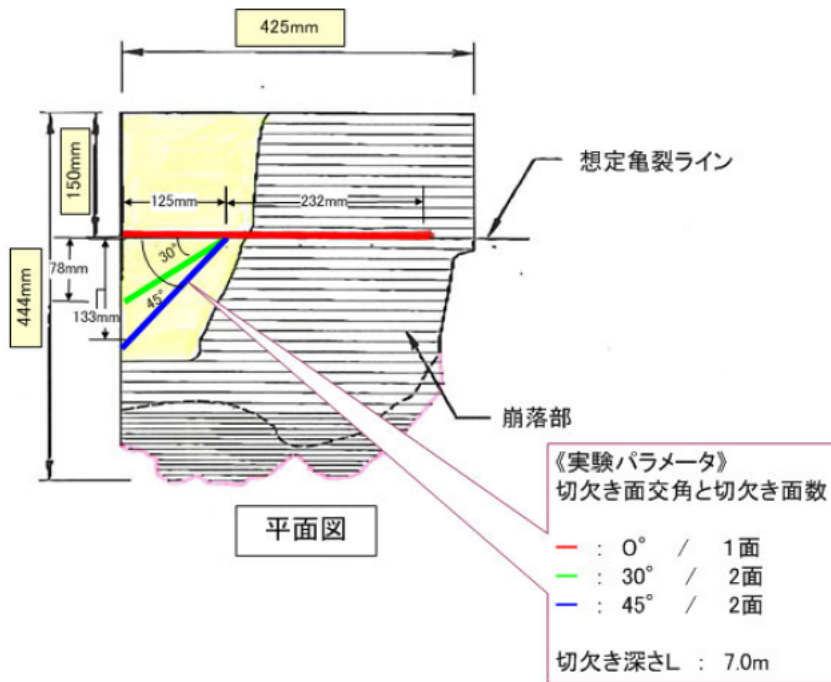 425mm
150mm
想定亀裂ライン
125mm
232mm
30°
78mm
45°
133mm
444mm
崩落部
平面図
《実験パラメータ》
切欠き面交角と切欠き面数
: 0° / 1面
: 30° / 2面
: 45° / 2面
切欠き深さL : 7.0m